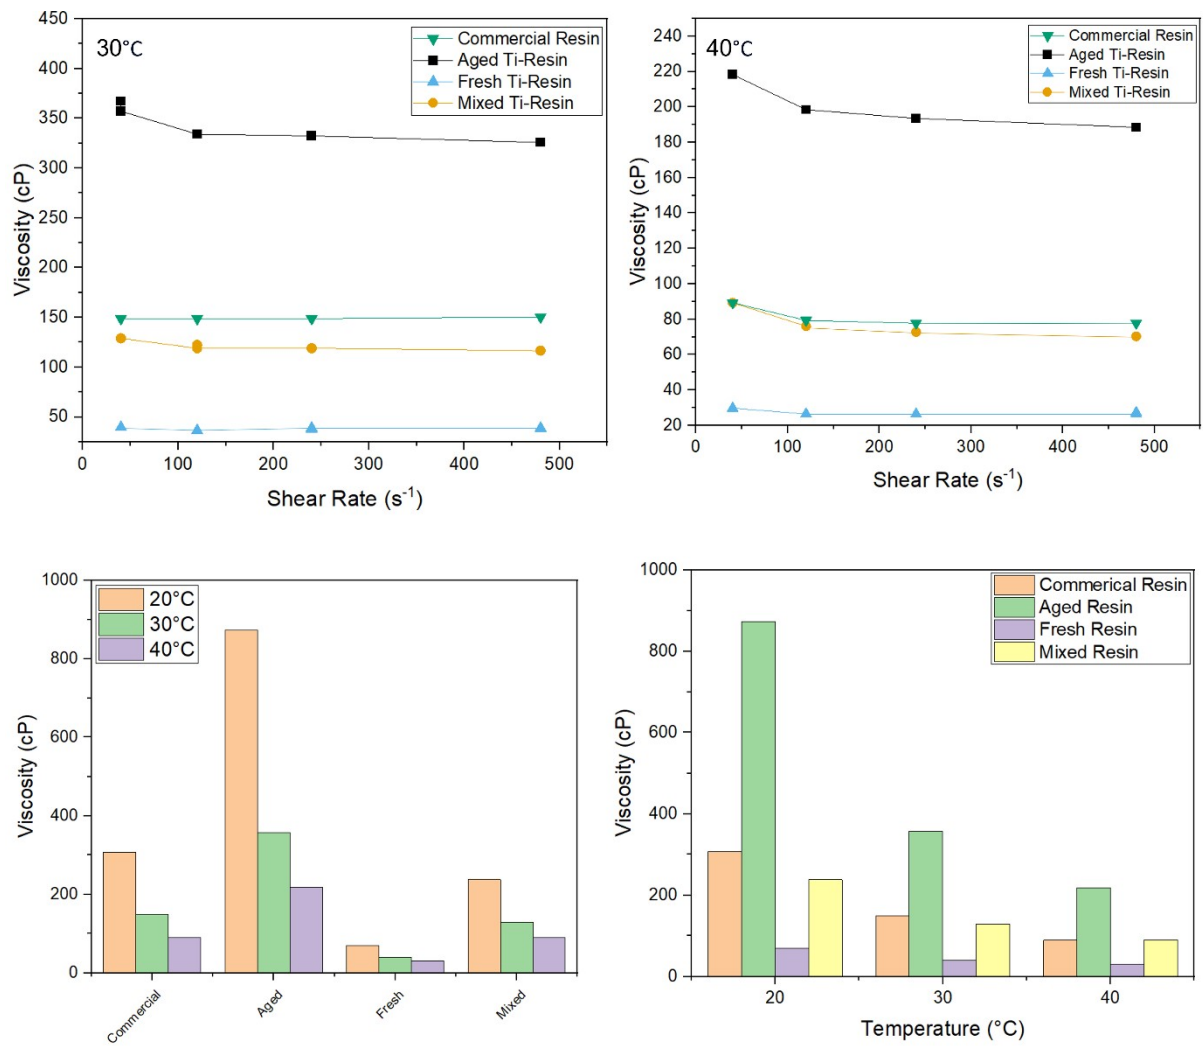 30°C
Commercial Resin
Aged Ti-Resin
Fresh Ti-Resin
Mixed Ti-Resin
450
400
350
300
250
200
150
100
50
Viscosity (cP)
0 100 200 300 400 500
Shear Rate (s⁻¹)
40°C
Commercial Resin
Aged Ti-Resin
Fresh Ti-Resin
Mixed Ti-Resin
240
220
200
180
160
140
120
100
80
60
40
20
Viscosity (cP)
0 100 200 300 400 500
Shear Rate (s⁻¹)
20°C
30°C
40°C
1000
800
600
400
200
0
Viscosity (cP)
Commercial Aged Fresh Mixed
Commerical Resin
Aged Resin
Fresh Resin
Mixed Resin
1000
800
600
400
200
0
Viscosity (cP)
20 30 40
Temperature (°C)